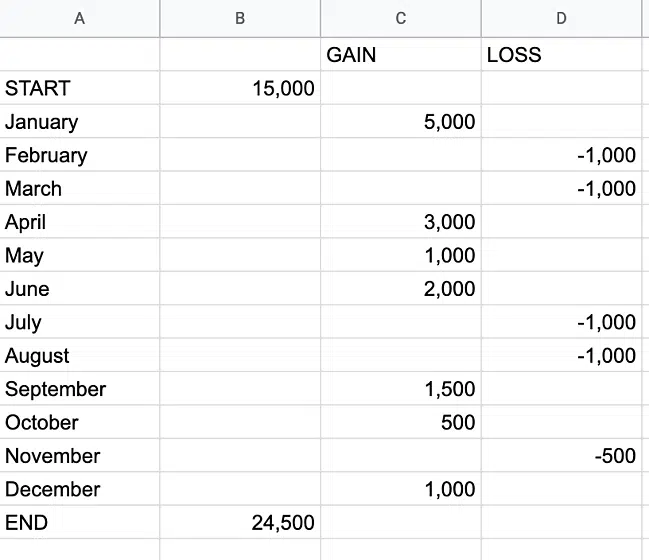 A B C D
GAIN LOSS
START 15,000
January 5,000
February -1,000
March -1,000
April 3,000
May 1,000
June 2,000
July -1,000
August -1,000
September 1,500
October 500
November -500
December 1,000
END 24,500